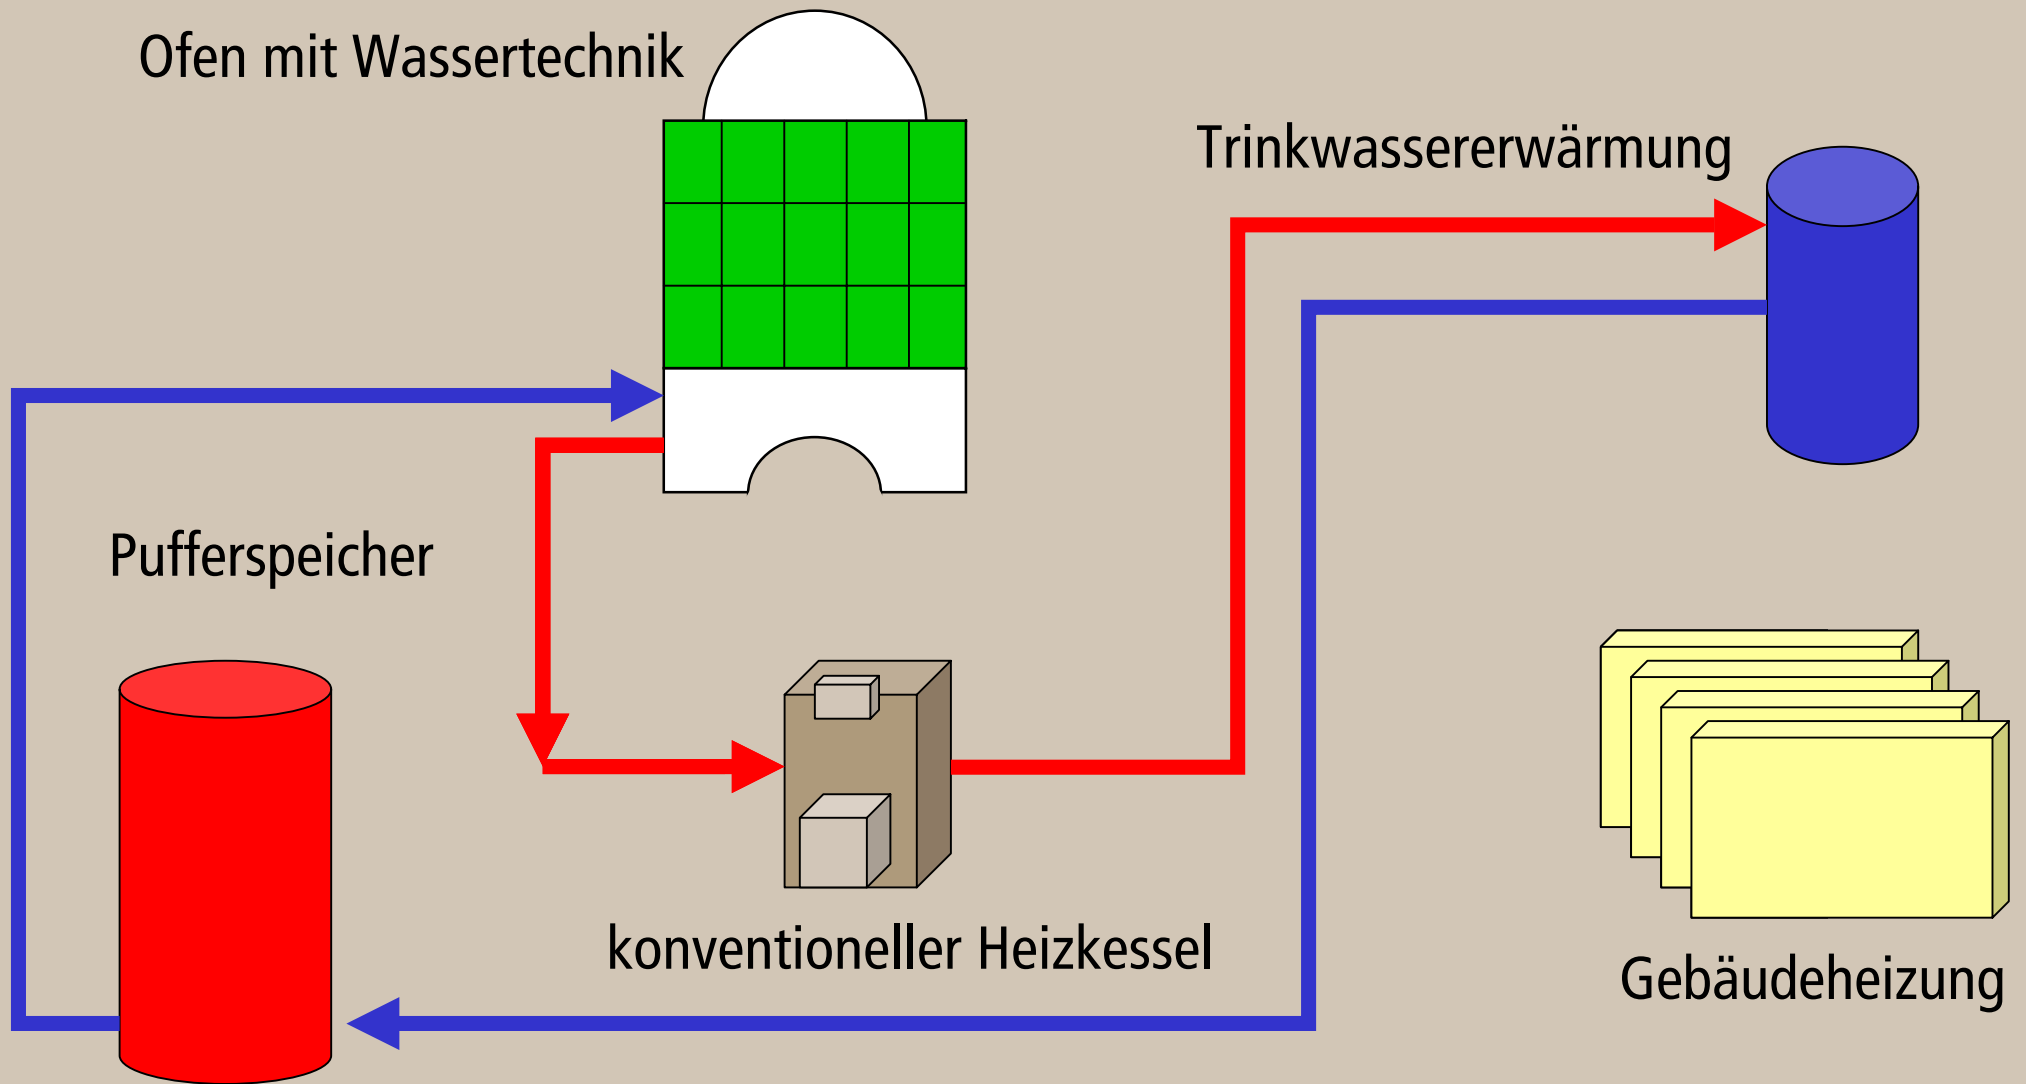 Ofen mit Wassertechnik
Trinkwassererwärmung
Pufferspeicher
konventioneller Heizkessel
Gebäudeheizung